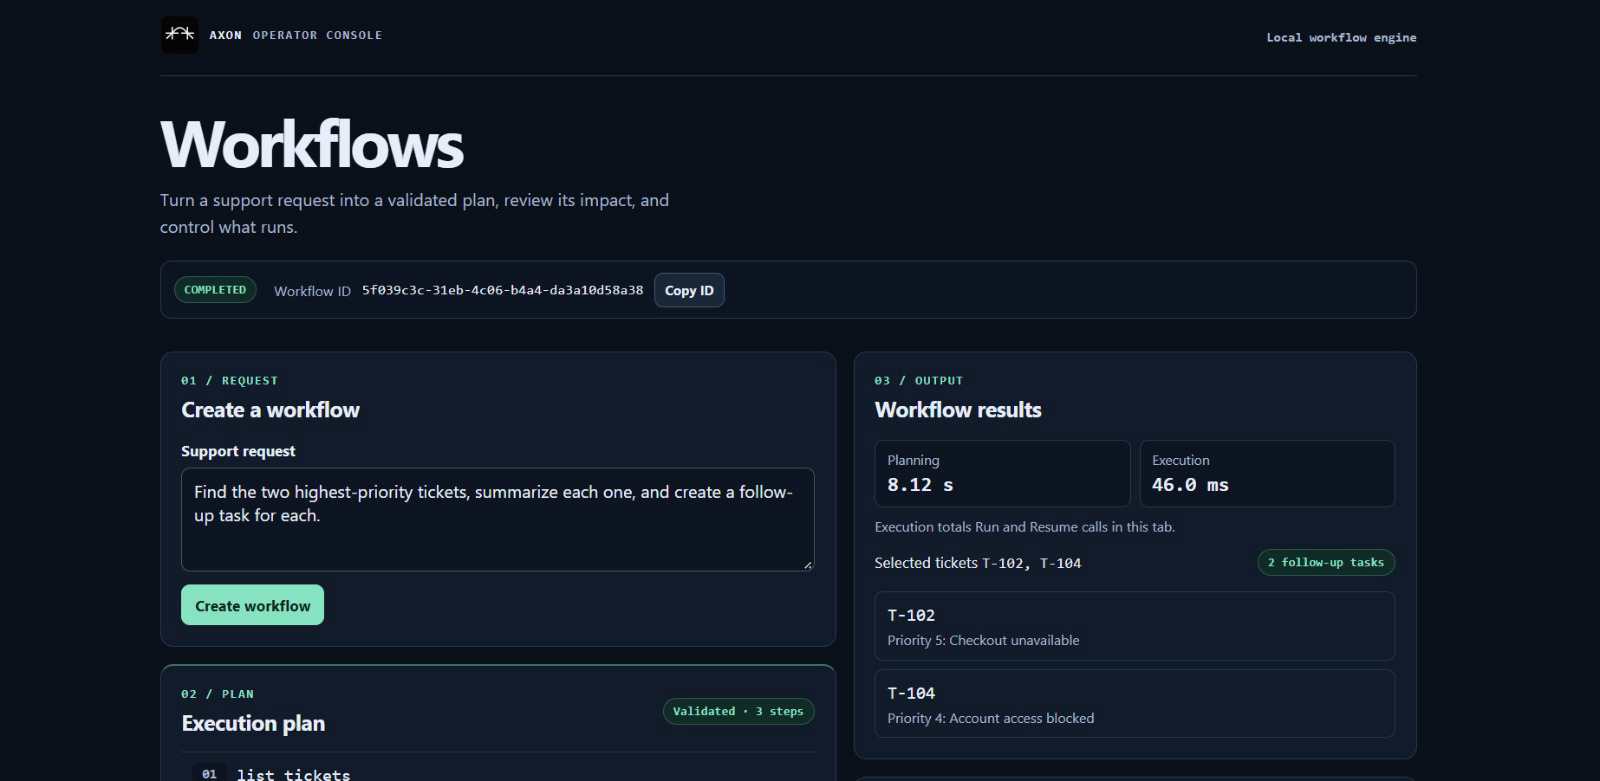 AXON OPERATOR CONSOLE
Local workflow engine
Workflows
Turn a support request into a validated plan, review its impact, and
control what runs.
COMPLETED Workflow ID 5f039c3c-31eb-4c06-b4a4-da3a10d58a38 Copy ID
01 / REQUEST
Create a workflow
Support request
Find the two highest-priority tickets, summarize each one, and create a follow-
up task for each.
Create workflow
02 / PLAN
Execution plan
Validated · 3 steps
01 list tickets
03 / OUTPUT
Workflow results
Planning
8.12 s
Execution
46.0 ms
Execution totals Run and Resume calls in this tab.
Selected tickets T-102, T-104
2 follow-up tasks
T-102
Priority 5: Checkout unavailable
T-104
Priority 4: Account access blocked